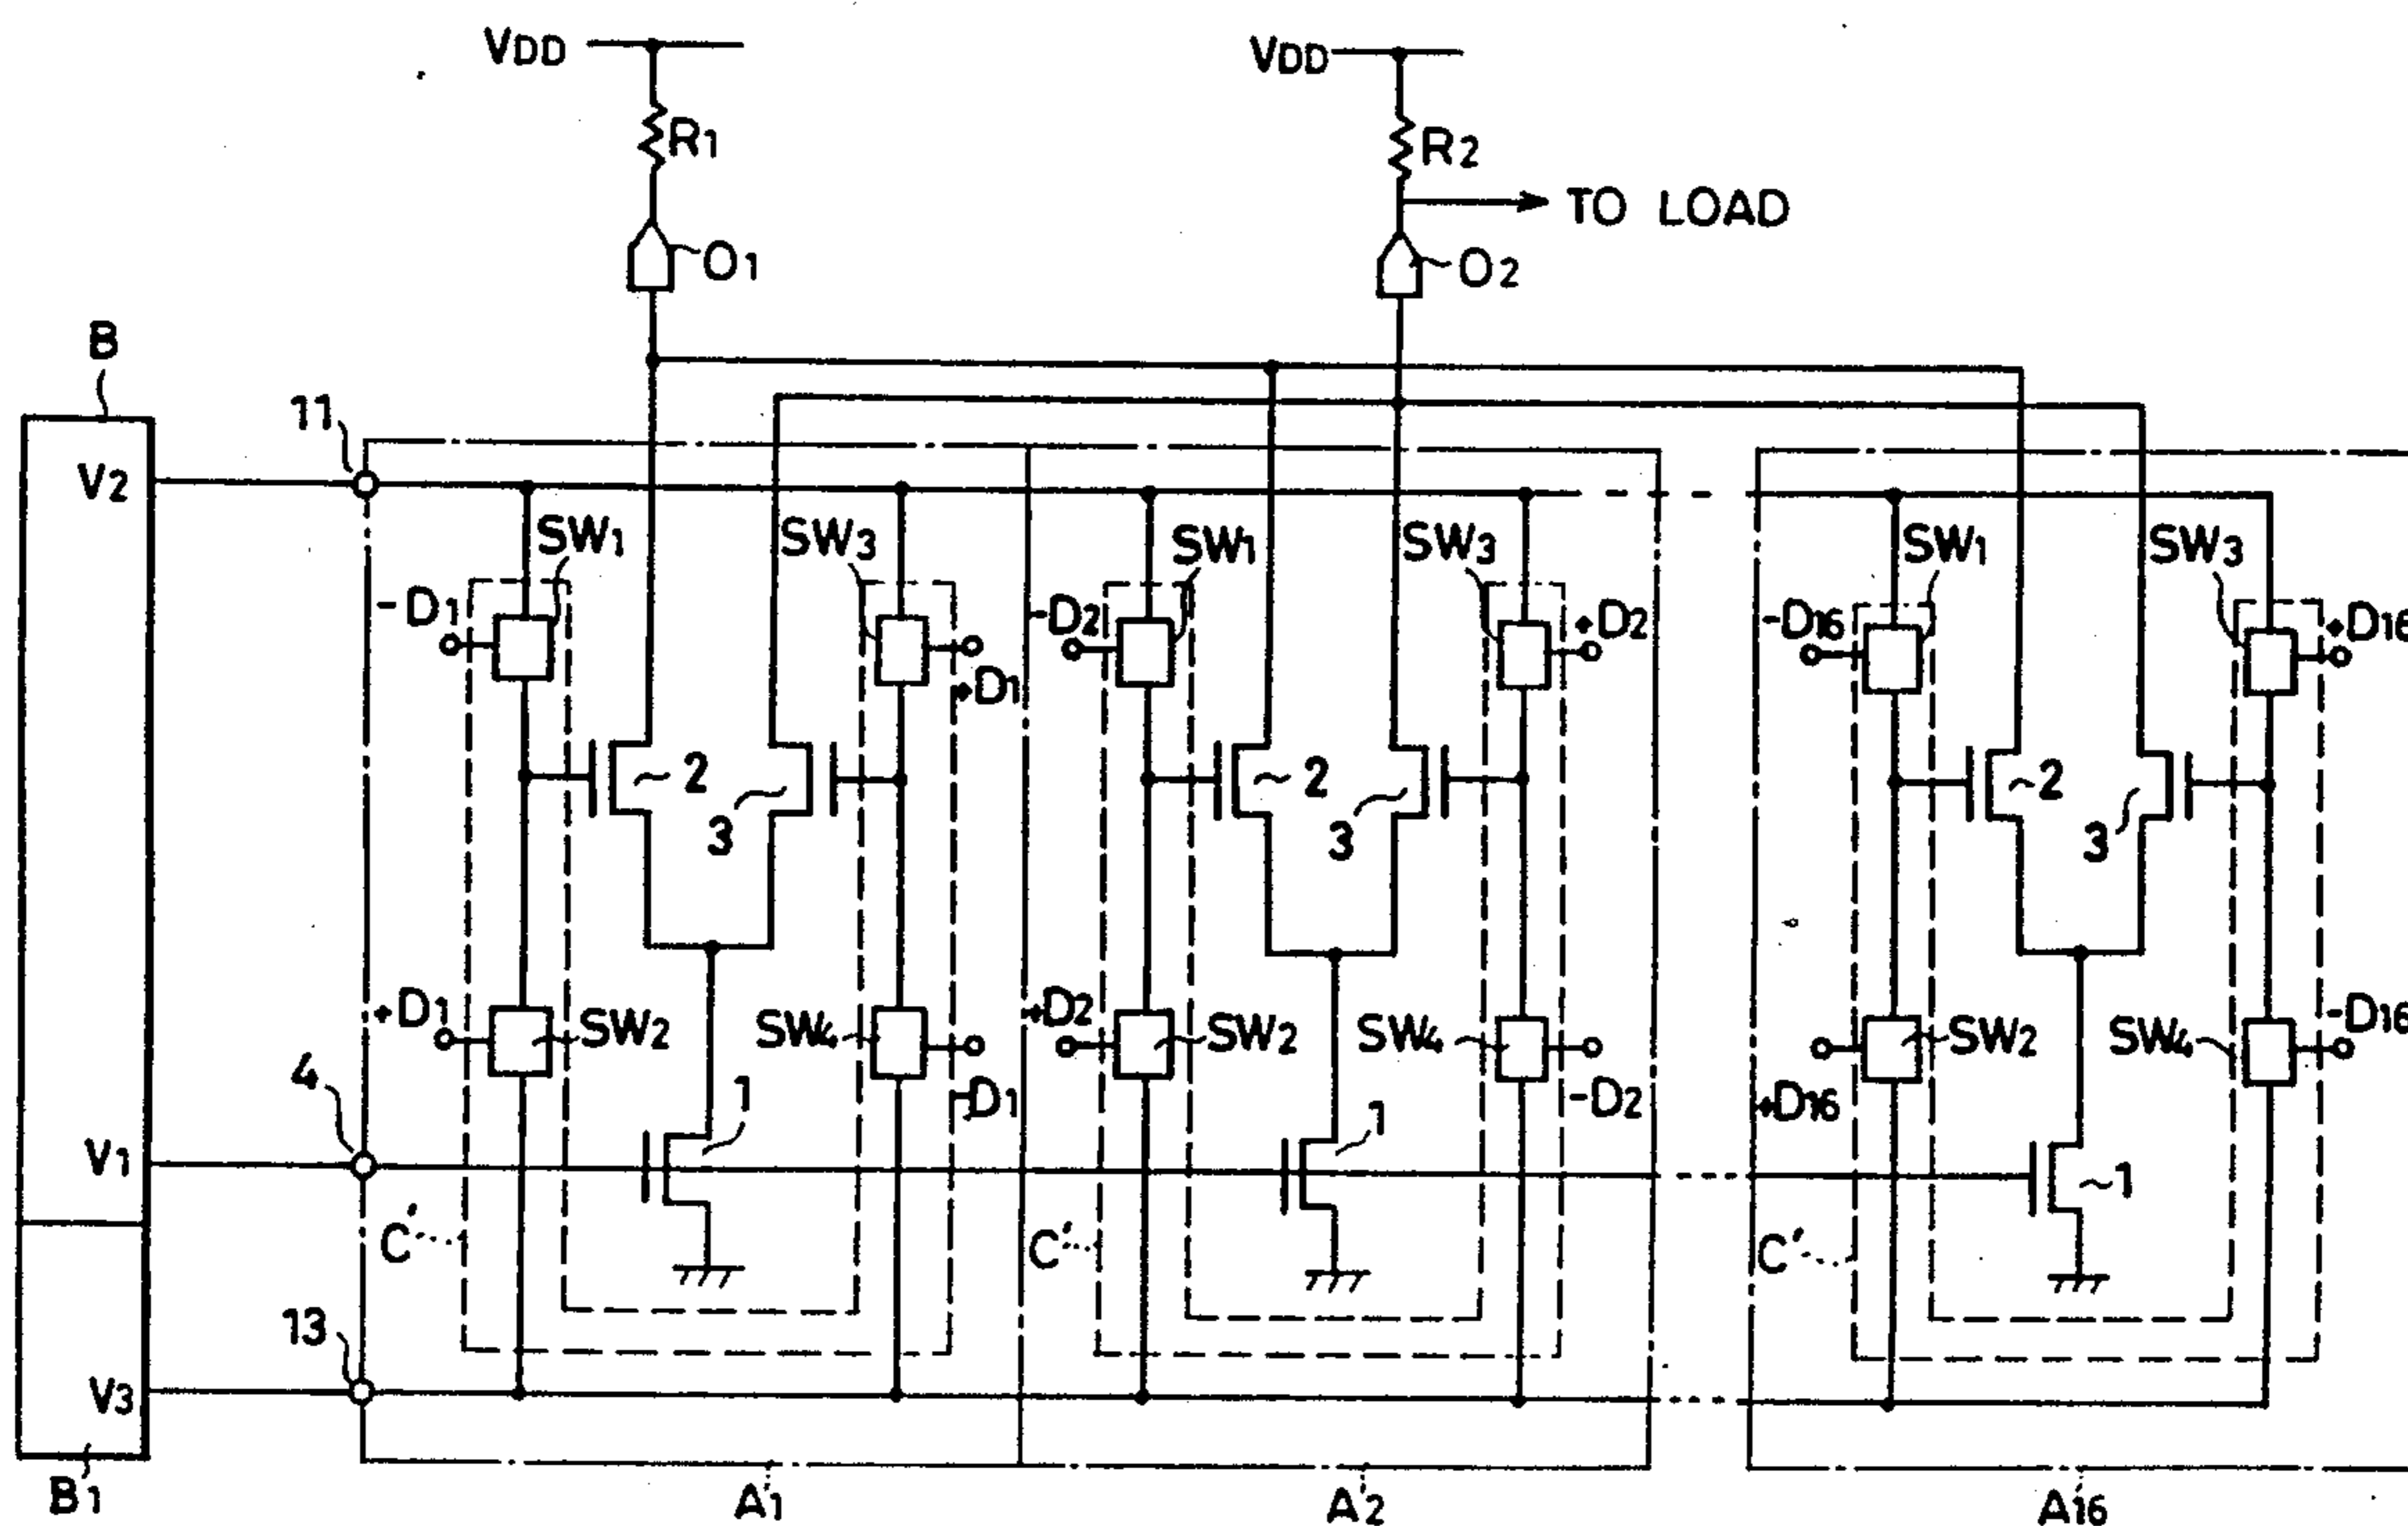 VDD
VDD
R1
R2
TO LOAD
O1
O2
B
11
V2
SW1
SW3
SW1
SW3
SW1
SW3
-D1
+D1
-D2
+D2
-D16
+D16
2
3
2
3
2
3
+D1
SW2
SW4
-D1
+D2
SW2
SW4
-D2
+D16
SW2
SW4
-D16
4
V1
1
1
1
C'
C'
C'
13
V3
B1
A'1
A'2
A'16